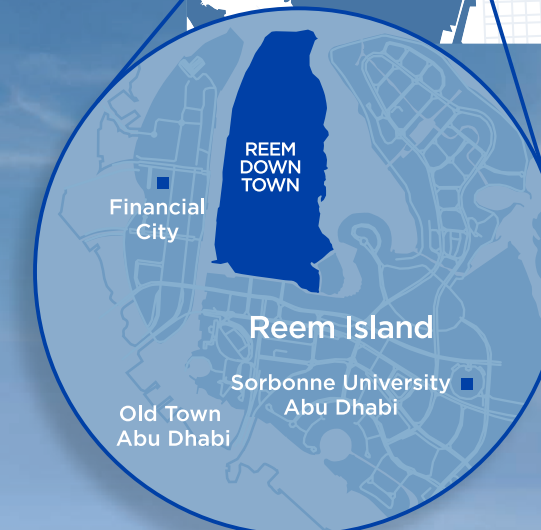 REEM
DOWN
TOWN
Financial
City
Reem Island
Sorbonne University
Abu Dhabi
Old Town
Abu Dhabi